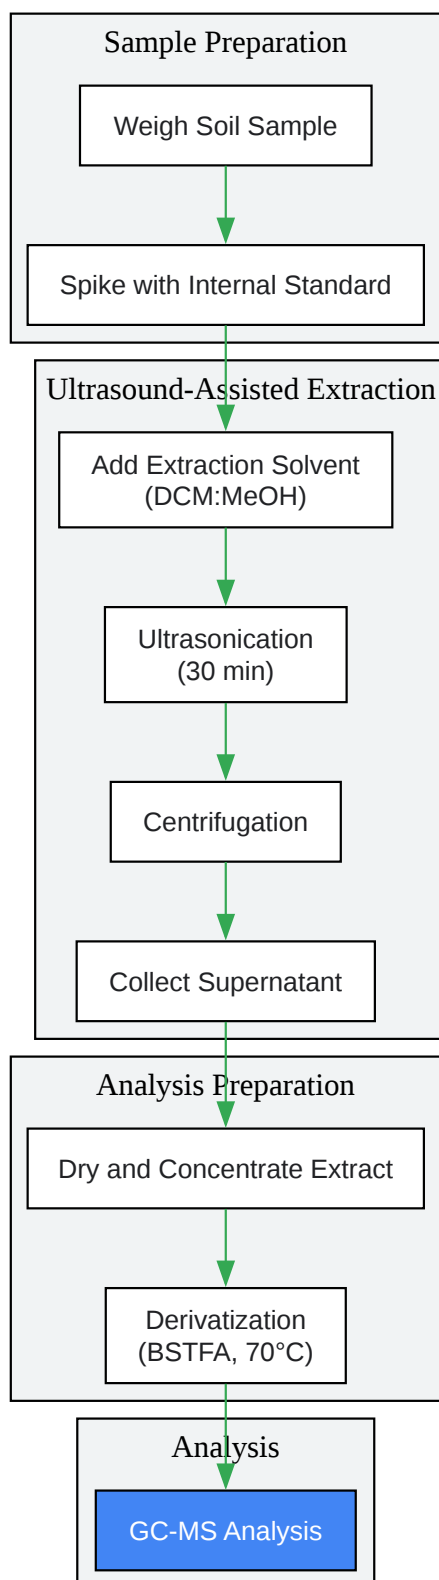 Sample Preparation
Weigh Soil Sample
Spike with Internal Standard
Ultrasound-Assisted Extraction
Add Extraction Solvent
(DCM:MeOH)
Ultrasonication
(30 min)
Centrifugation
Collect Supernatant
Analysis Preparation
Dry and Concentrate Extract
Derivatization
(BSTFA, 70°C)
Analysis
GC-MS Analysis